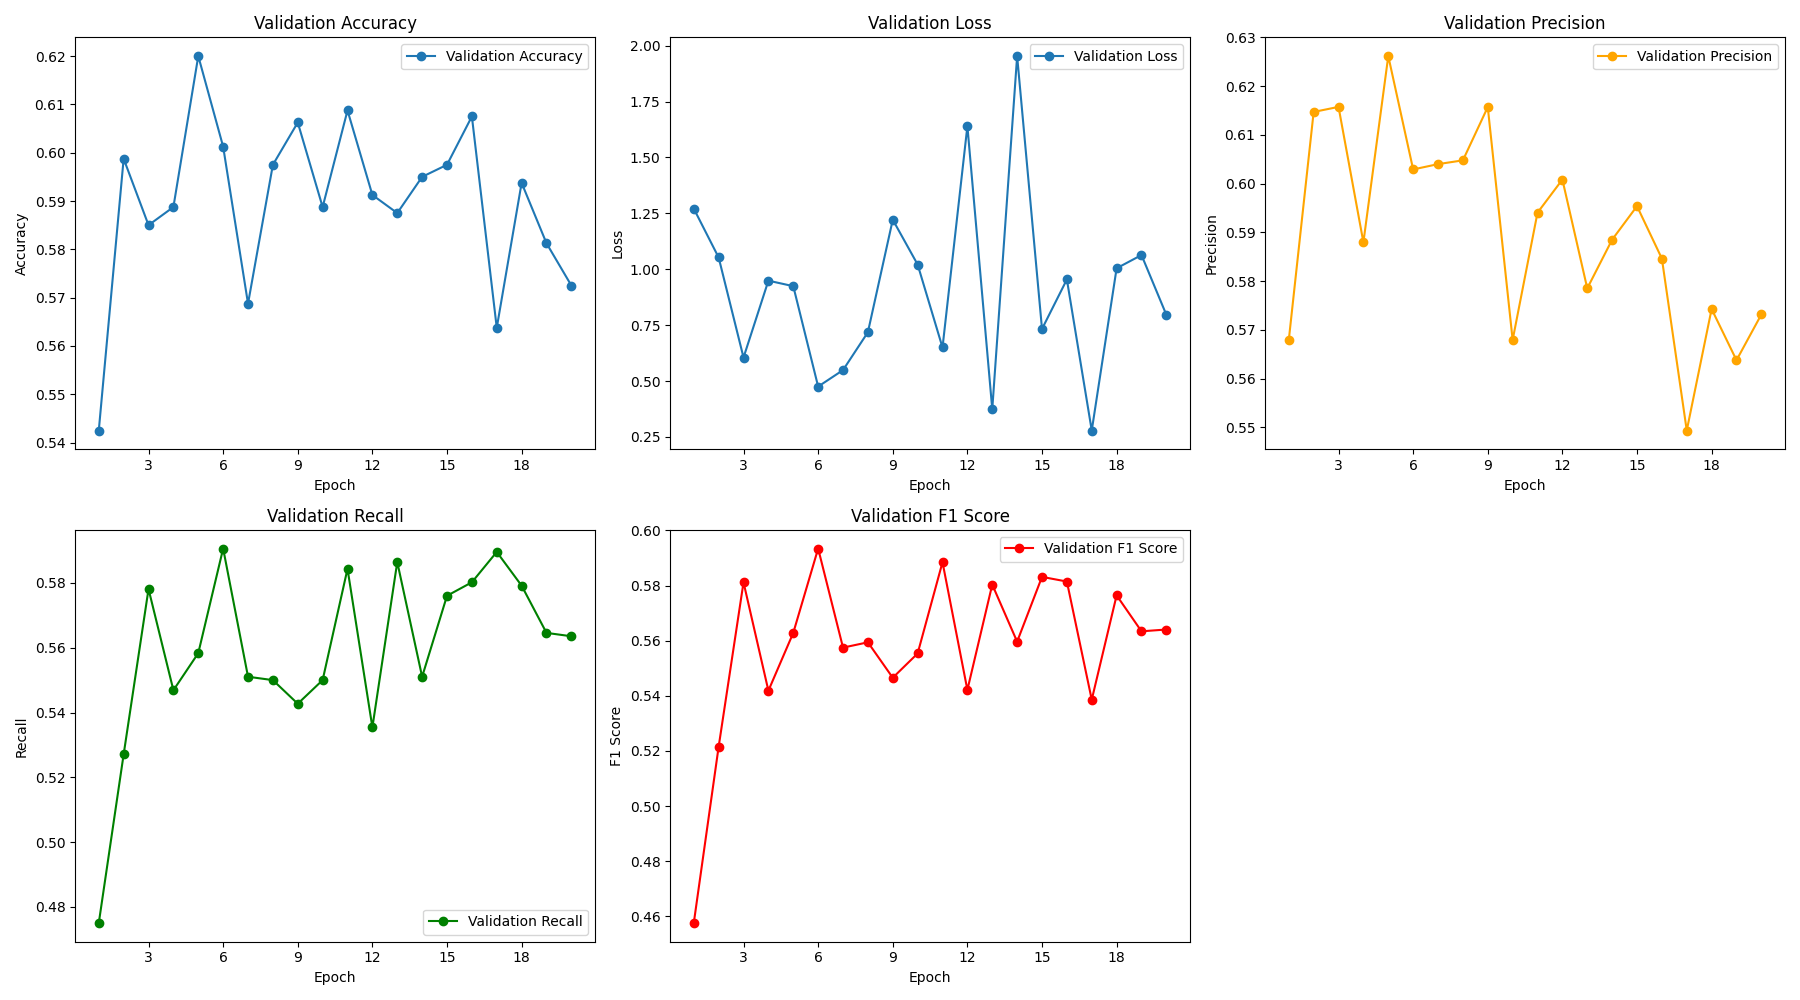 Validation Accuracy
Validation Accuracy
0.62
0.61
0.60
0.59
0.58
0.57
0.56
0.55
0.54
Accuracy
3 6 9 12 15 18
Epoch
Validation Loss
Validation Loss
2.00
1.75
1.50
1.25
1.00
0.75
0.50
0.25
Loss
3 6 9 12 15 18
Epoch
Validation Precision
Validation Precision
0.63
0.62
0.61
0.60
0.59
0.58
0.57
0.56
0.55
Precision
3 6 9 12 15 18
Epoch
Validation Recall
0.58
0.56
0.54
0.52
0.50
0.48
Recall
Validation Recall
3 6 9 12 15 18
Epoch
Validation F1 Score
Validation F1 Score
0.60
0.58
0.56
0.54
0.52
0.50
0.48
0.46
F1 Score
3 6 9 12 15 18
Epoch